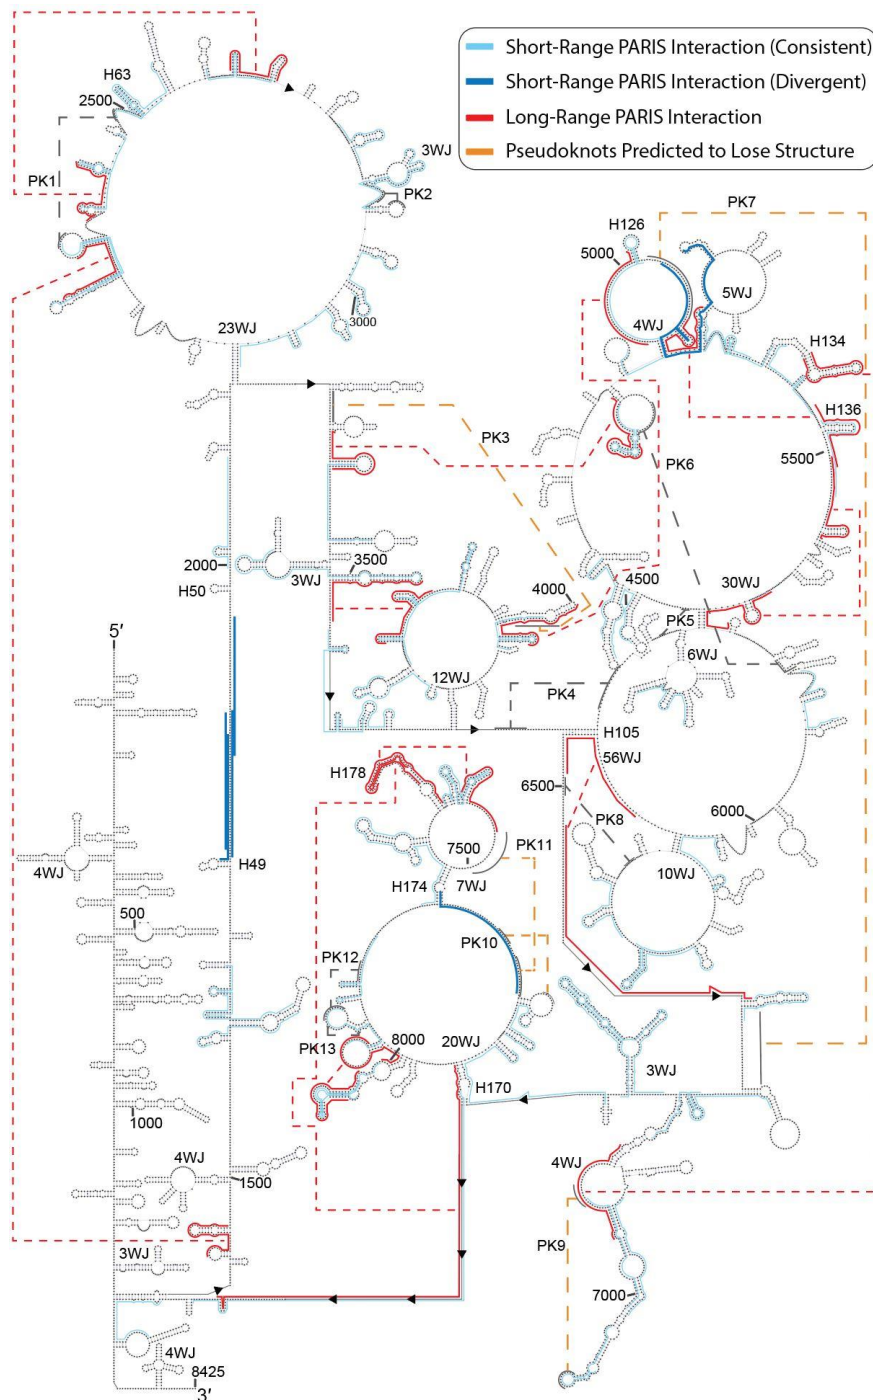 Short-Range PARIS Interaction (Consistent)
Short-Range PARIS Interaction (Divergent)
Long-Range PARIS Interaction
Pseudoknots Predicted to Lose Structure
H63
2500
3WJ
PK1
PK2
3000
23WJ
PK7
H126
5000
5WJ
4WJ
H134
H136
PK3
PK6
5500
2000
3WJ
3500
H50
4000
4500
30WJ
5′
PK5
6WJ
12WJ
PK4
H105
56WJ
H178
6500
6000
PK8
7500
PK11
4WJ
H49
H174
7WJ
10WJ
500
PK10
PK12
20WJ
8000
PK13
3WJ
H170
1000
4WJ
4WJ
1500
3WJ
PK9
7000
4WJ
8425
3′